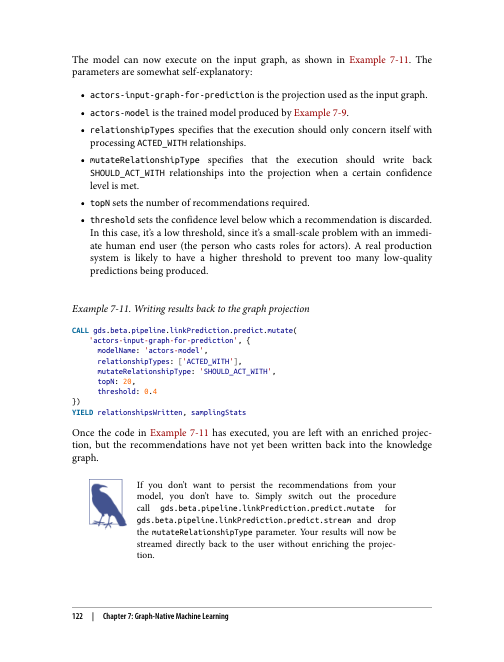 The model can now execute on the input graph, as shown in Example 7-11. The
parameters are somewhat self-explanatory:
• actors-input-graph-for-prediction is the projection used as the input graph.
• actors-model is the trained model produced by Example 7-9.
• relationshipTypes specifies that the execution should only concern itself with
processing ACTED_WITH relationships.
• mutateRelationshipType specifies that the execution should write back
SHOULD_ACT_WITH relationships into the projection when a certain confidence
level is met.
• topN sets the number of recommendations required.
• threshold sets the confidence level below which a recommendation is discarded.
In this case, it’s a low threshold, since it’s a small-scale problem with an immedi-
ate human end user (the person who casts roles for actors). A real production
system is likely to have a higher threshold to prevent too many low-quality
predictions being produced.
Example 7-11. Writing results back to the graph projection
CALL gds.beta.pipeline.linkPrediction.predict.mutate(
'actors-input-graph-for-prediction', {
modelName: 'actors-model',
relationshipTypes: ['ACTED_WITH'],
mutateRelationshipType: 'SHOULD_ACT_WITH',
topN: 20,
threshold: 0.4
})
YIELD relationshipsWritten, samplingStats
Once the code in Example 7-11 has executed, you are left with an enriched projec-
tion, but the recommendations have not yet been written back into the knowledge
graph.
If you don’t want to persist the recommendations from your
model, you don’t have to. Simply switch out the procedure
call gds.beta.pipeline.linkPrediction.predict.mutate for
gds.beta.pipeline.linkPrediction.predict.stream and drop
the mutateRelationshipType parameter. Your results will now be
streamed directly back to the user without enriching the projec-
tion.
122 | Chapter 7: Graph-Native Machine Learning